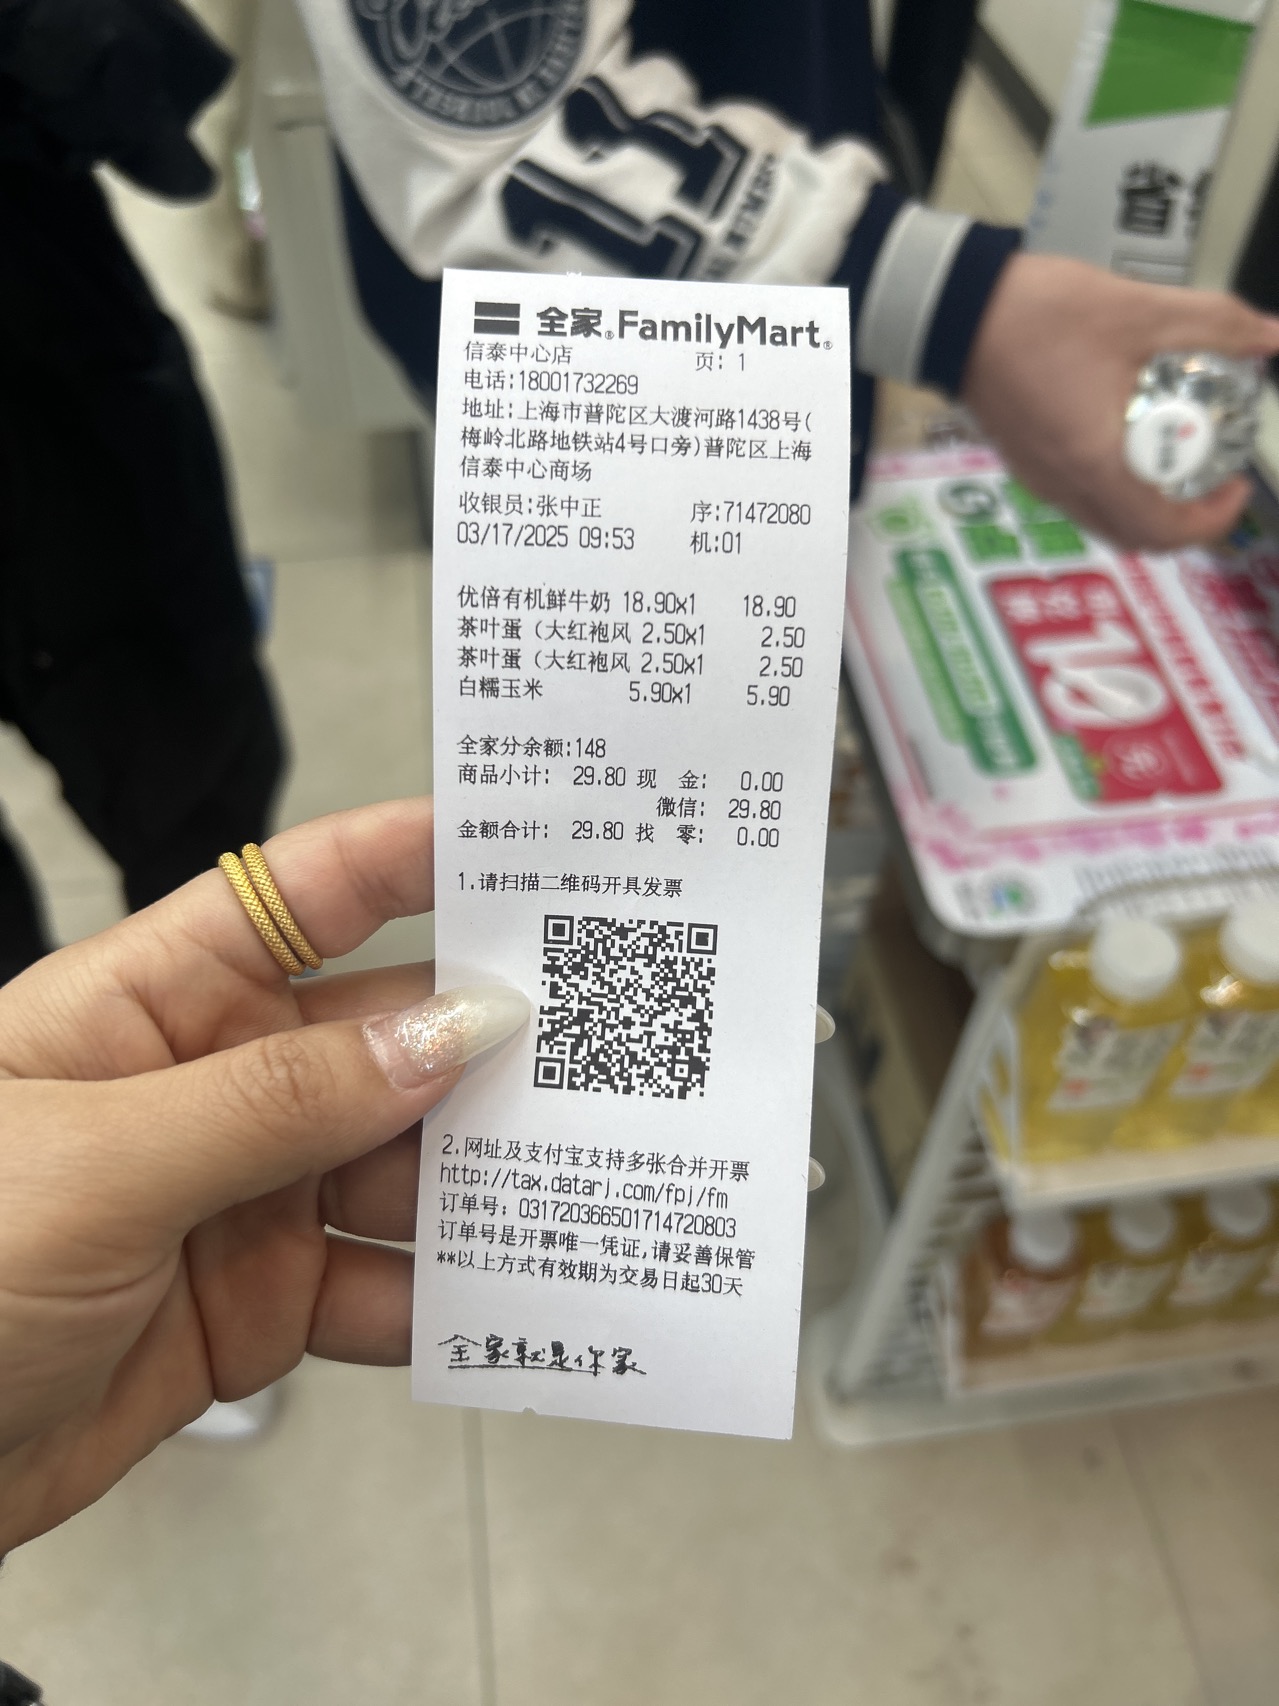 全家®FamilyMart®
信泰中心店 页: 1
电话:18001732269
地址:上海市普陀区大渡河路1438号(
梅岭北路地铁站4号口旁)普陀区上海
信泰中心商场
收银员:张中正 序:71472080
03/17/2025 09:53 机:01
优倍有机鲜牛奶 18.90x1 18.90
茶叶蛋（大红袍风 2.50x1 2.50
茶叶蛋（大红袍风 2.50x1 2.50
白糯玉米 5.90x1 5.90
全家分余额:148
商品小计: 29.80 现 金: 0.00
微信: 29.80
金额合计: 29.80 找 零: 0.00
1.请扫描二维码开具发票
2.网址及支付宝支持多张合并开票
http://tax.datarj.com/fpj/fm
订单号: 031720366501714720803
订单号是开票唯一凭证,请妥善保管
**以上方式有效期为交易日起30天
全家就是你家
省